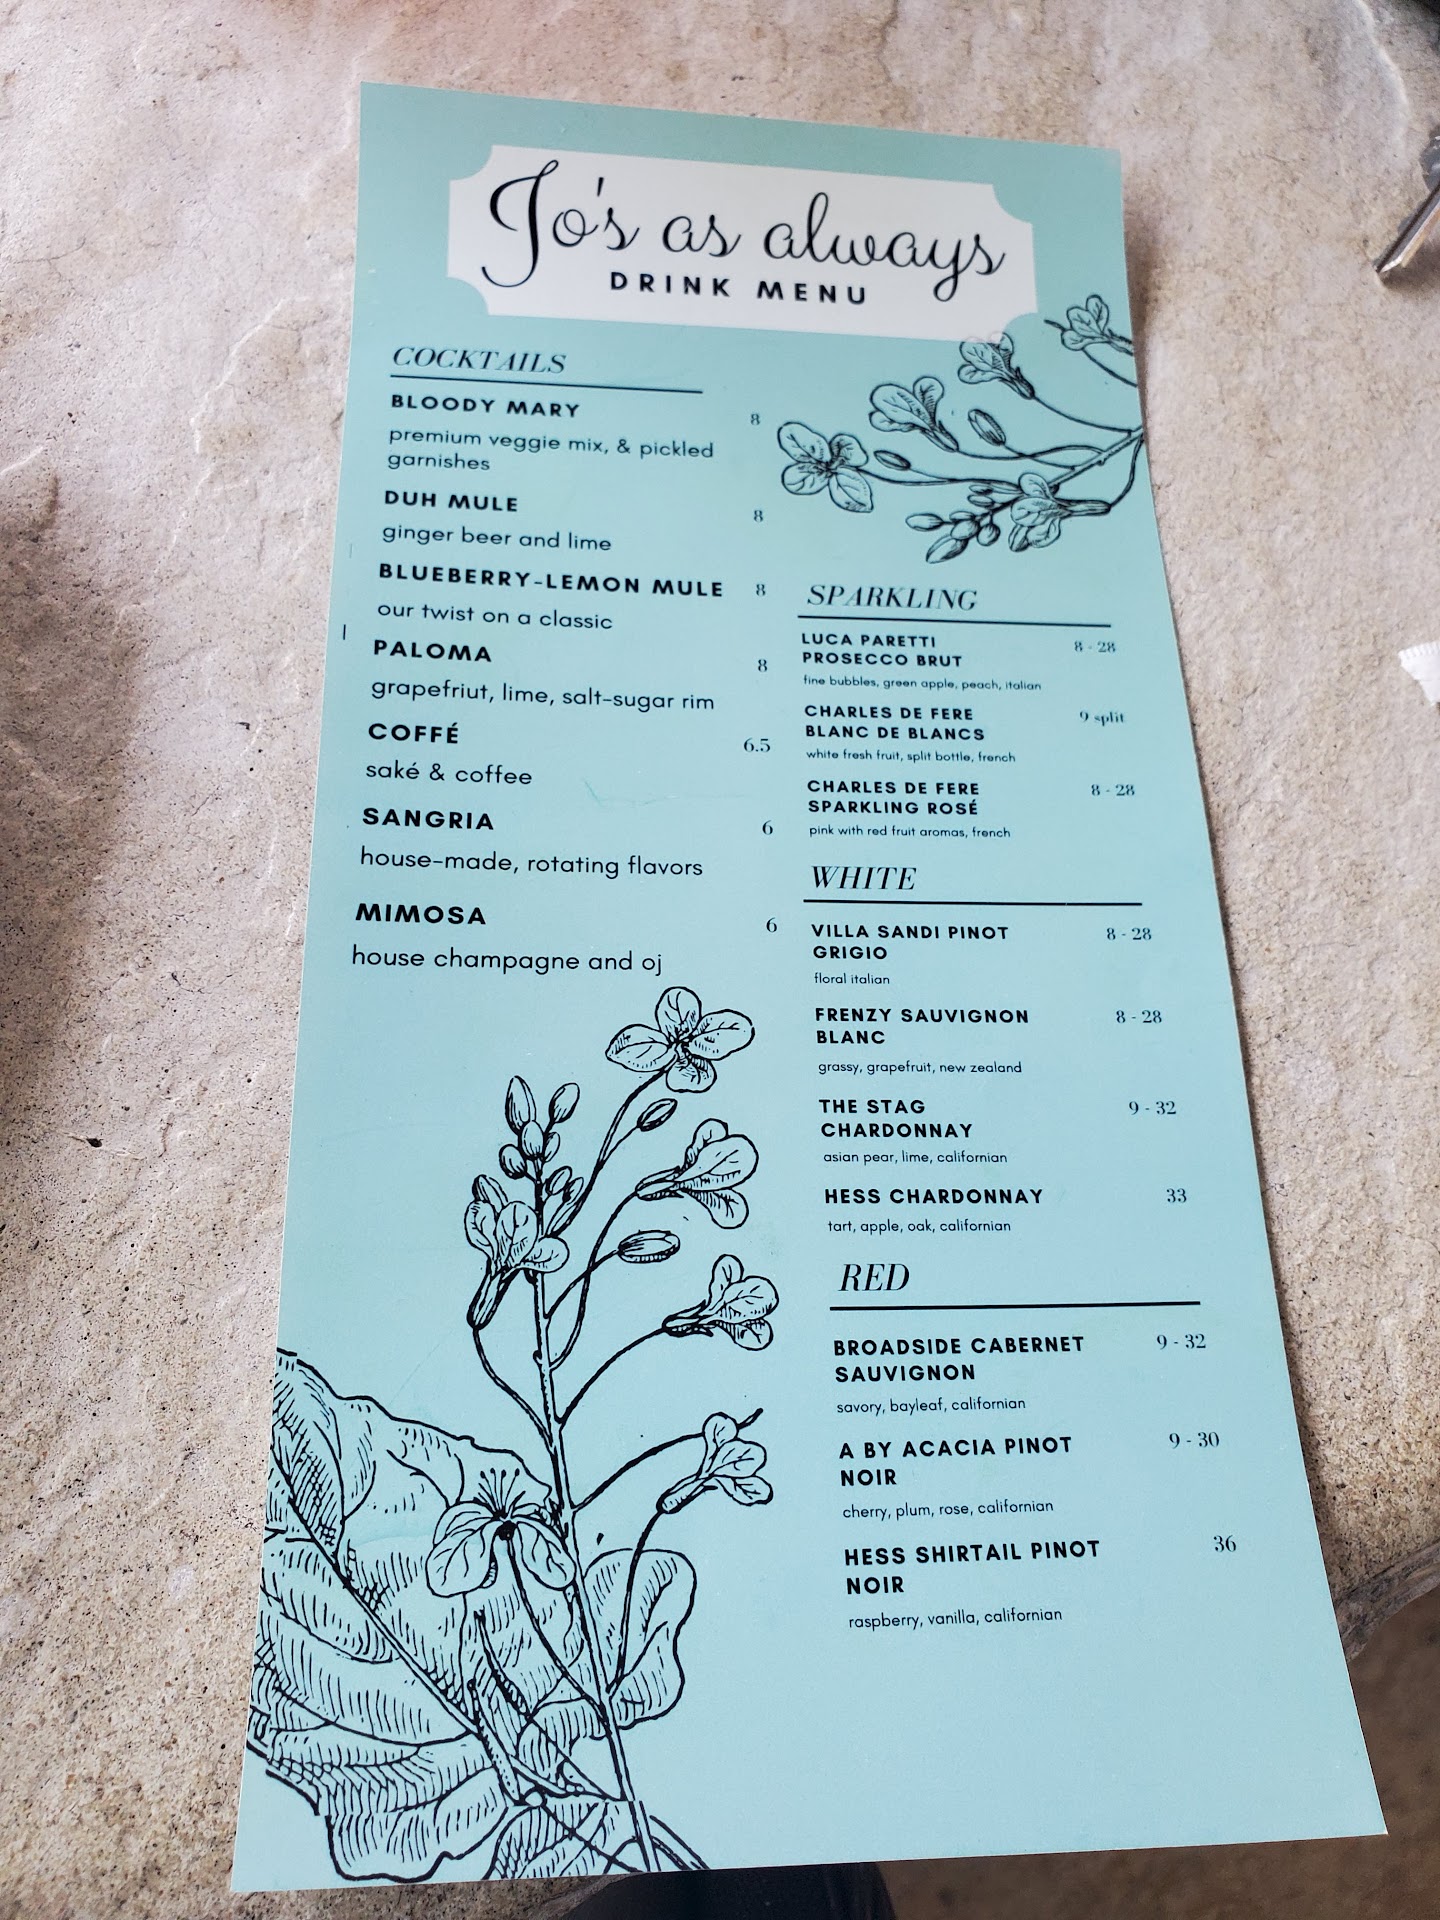 Jo's as always
DRINK MENU
COCKTAILS
BLOODY MARY 8
premium veggie mix, & pickled
garnishes
DUH MULE 8
ginger beer and lime
BLUEBERRY-LEMON MULE 8
our twist on a classic
PALOMA 8
grapefriut, lime, salt-sugar rim
COFFÉ 6.5
saké & coffee
SANGRIA 6
house-made, rotating flavors
MIMOSA 6
house champagne and oj
SPARKLING
LUCA PARETTI 8 - 28
PROSECCO BRUT
fine bubbles, green apple, peach, italian
CHARLES DE FERE 9 split
BLANC DE BLANCS
white fresh fruit, split bottle, french
CHARLES DE FERE 8 - 28
SPARKLING ROSÉ
pink with red fruit aromas, french
WHITE
VILLA SANDI PINOT 8 - 28
GRIGIO
floral italian
FRENZY SAUVIGNON 8 - 28
BLANC
grassy, grapefruit, new zealand
THE STAG 9 - 32
CHARDONNAY
asian pear, lime, californian
HESS CHARDONNAY 33
tart, apple, oak, californian
RED
BROADSIDE CABERNET 9 - 32
SAUVIGNON
savory, bayleaf, californian
A BY ACACIA PINOT 9 - 30
NOIR
cherry, plum, rose, californian
HESS SHIRTAIL PINOT 36
NOIR
raspberry, vanilla, californian